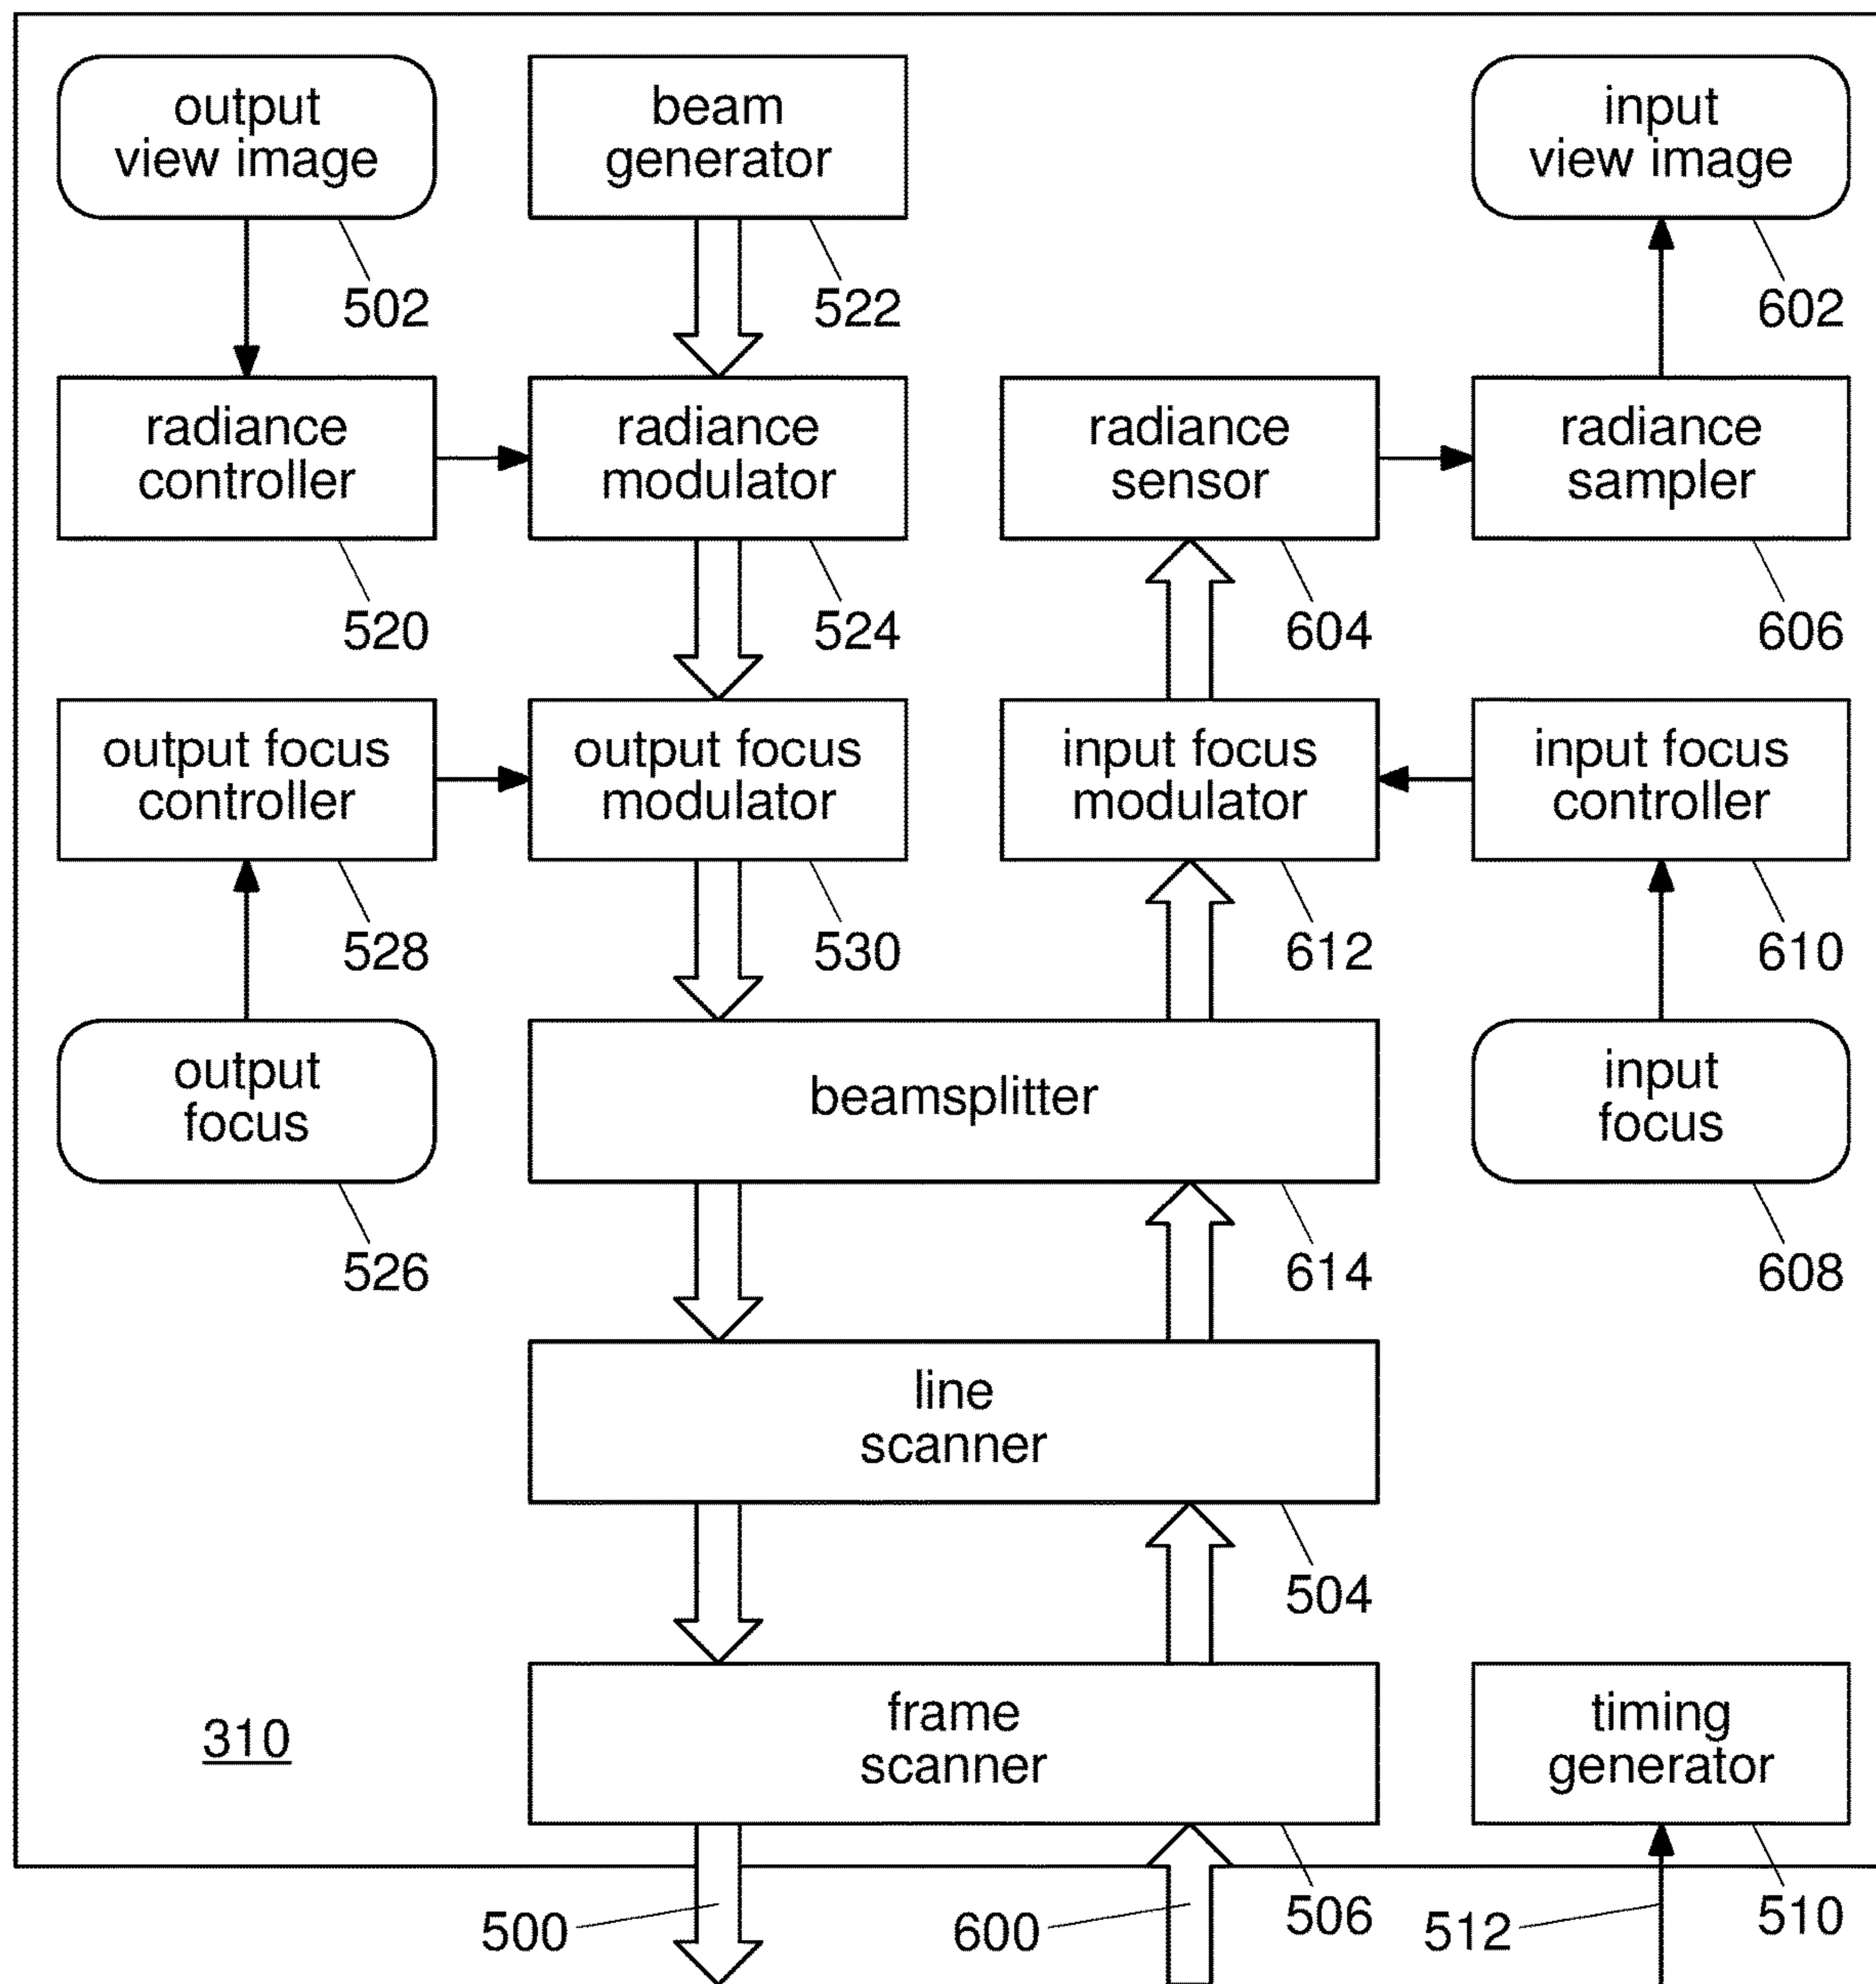 output
view image
beam
generator
input
view image
502
522
602
radiance
controller
radiance
modulator
radiance
sensor
radiance
sampler
520
524
604
606
output focus
controller
output focus
modulator
input focus
modulator
input focus
controller
528
530
612
610
output
focus
beamsplitter
input
focus
526
614
608
line
scanner
504
310
frame
scanner
timing
generator
500
600
506
512
510